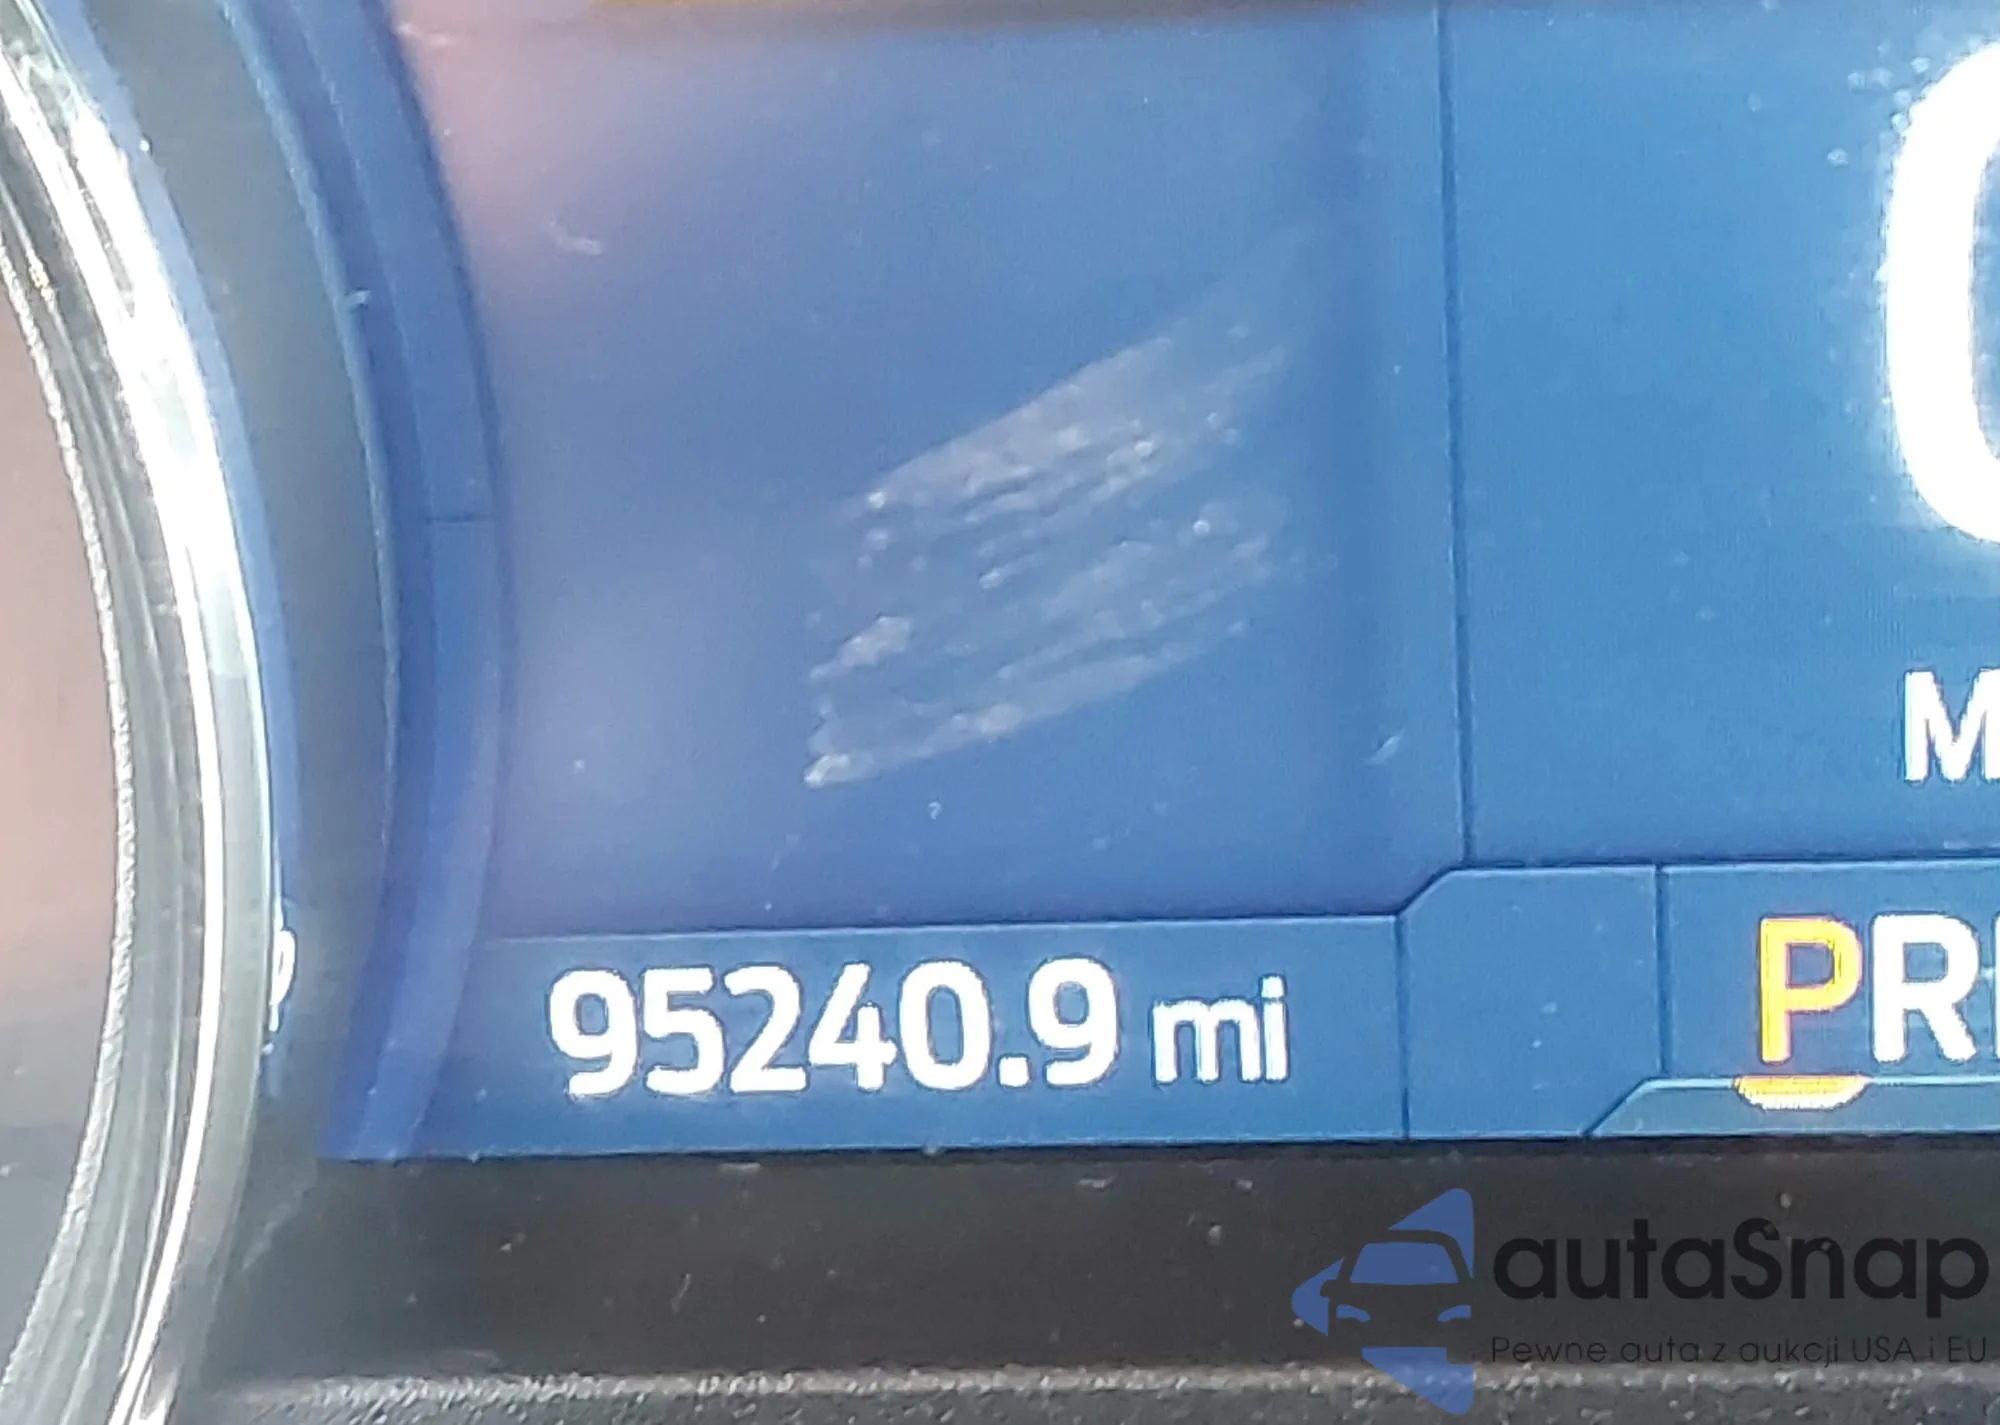 95240.9 mi
PR
autaSnap
Pewne auta z aukcji USA i EU